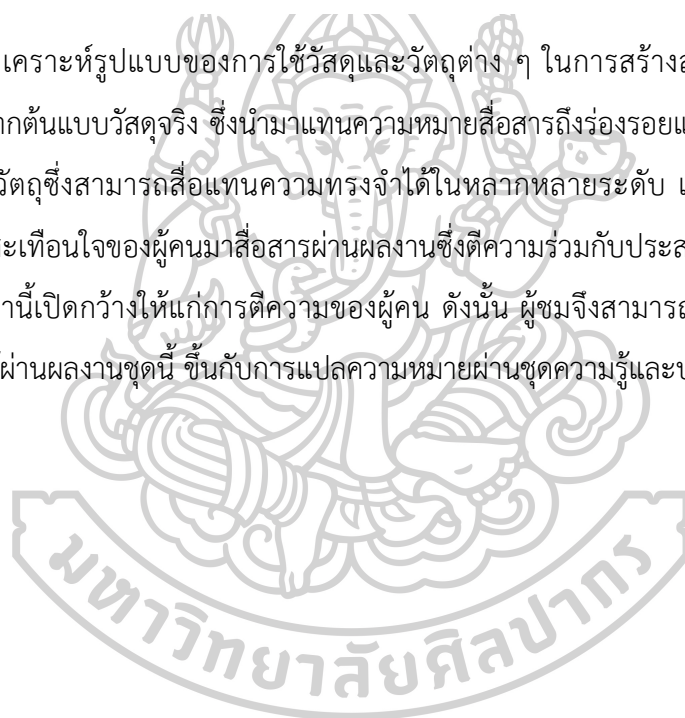 เคราะห์รูปแบบของการใช้วัสดุและวัตถุต่าง ๆ ในการสร้างส
ากต้นแบบวัสดุจริง ซึ่งนำมาแทนความหมายสื่อสารถึงร่องรอยแ
วัตถุซึ่งสามารถสื่อแทนความทรงจำได้ในหลากหลายระดับ เ
ะเทือนใจของผู้คนมาสื่อสารผ่านผลงานซึ่งตีความร่วมกับประส
านี้เปิดกว้างให้แก่การตีความของผู้คน ดังนั้น ผู้ชมจึงสามารถ
ผ่านผลงานชุดนี้ ขึ้นกับการแปลความหมายผ่านชุดความรู้และป
มหาวิทยาลัยศิลปากร